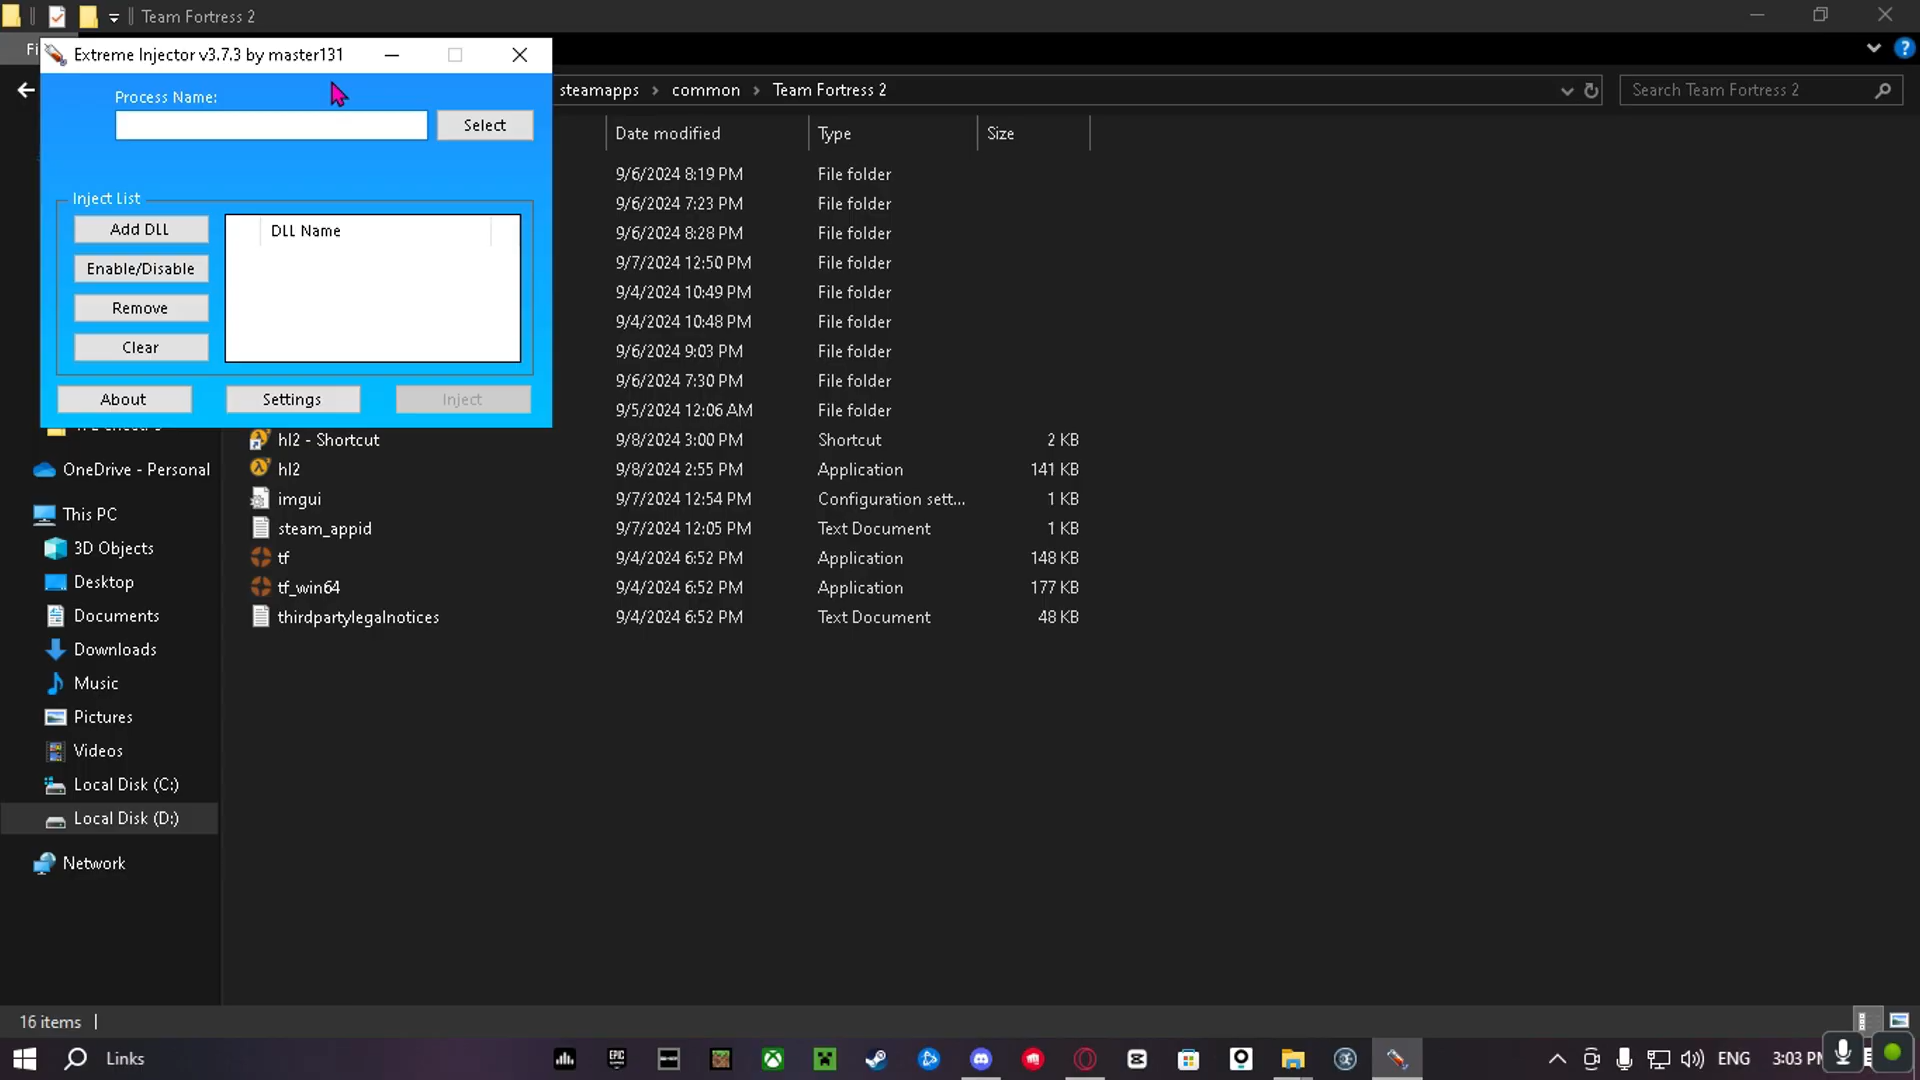 Team Fortress 2
Fi
Extreme Injector v3.7.3 by master131
steamapps > common > Team Fortress 2
Search Team Fortress 2
Process Name:
Select
Inject List
Add DLL
Enable/Disable
Remove
Clear
DLL Name
About
Settings
Inject
Date modified Type Size
9/6/2024 8:19 PM File folder
9/6/2024 7:23 PM File folder
9/6/2024 8:28 PM File folder
9/7/2024 12:50 PM File folder
9/4/2024 10:49 PM File folder
9/4/2024 10:48 PM File folder
9/6/2024 9:03 PM File folder
9/6/2024 7:30 PM File folder
9/5/2024 12:06 AM File folder
hl2 - Shortcut 9/8/2024 3:00 PM Shortcut 2 KB
hl2 9/8/2024 2:55 PM Application 141 KB
imgui 9/7/2024 12:54 PM Configuration sett... 1 KB
steam_appid 9/7/2024 12:05 PM Text Document 1 KB
tf 9/4/2024 6:52 PM Application 148 KB
tf_win64 9/4/2024 6:52 PM Application 177 KB
thirdpartylegalnotices 9/4/2024 6:52 PM Text Document 48 KB
OneDrive - Personal
This PC
3D Objects
Desktop
Documents
Downloads
Music
Pictures
Videos
Local Disk (C:)
Local Disk (D:)
Network
16 items
Links
EPIC
ENG
3:03 PM